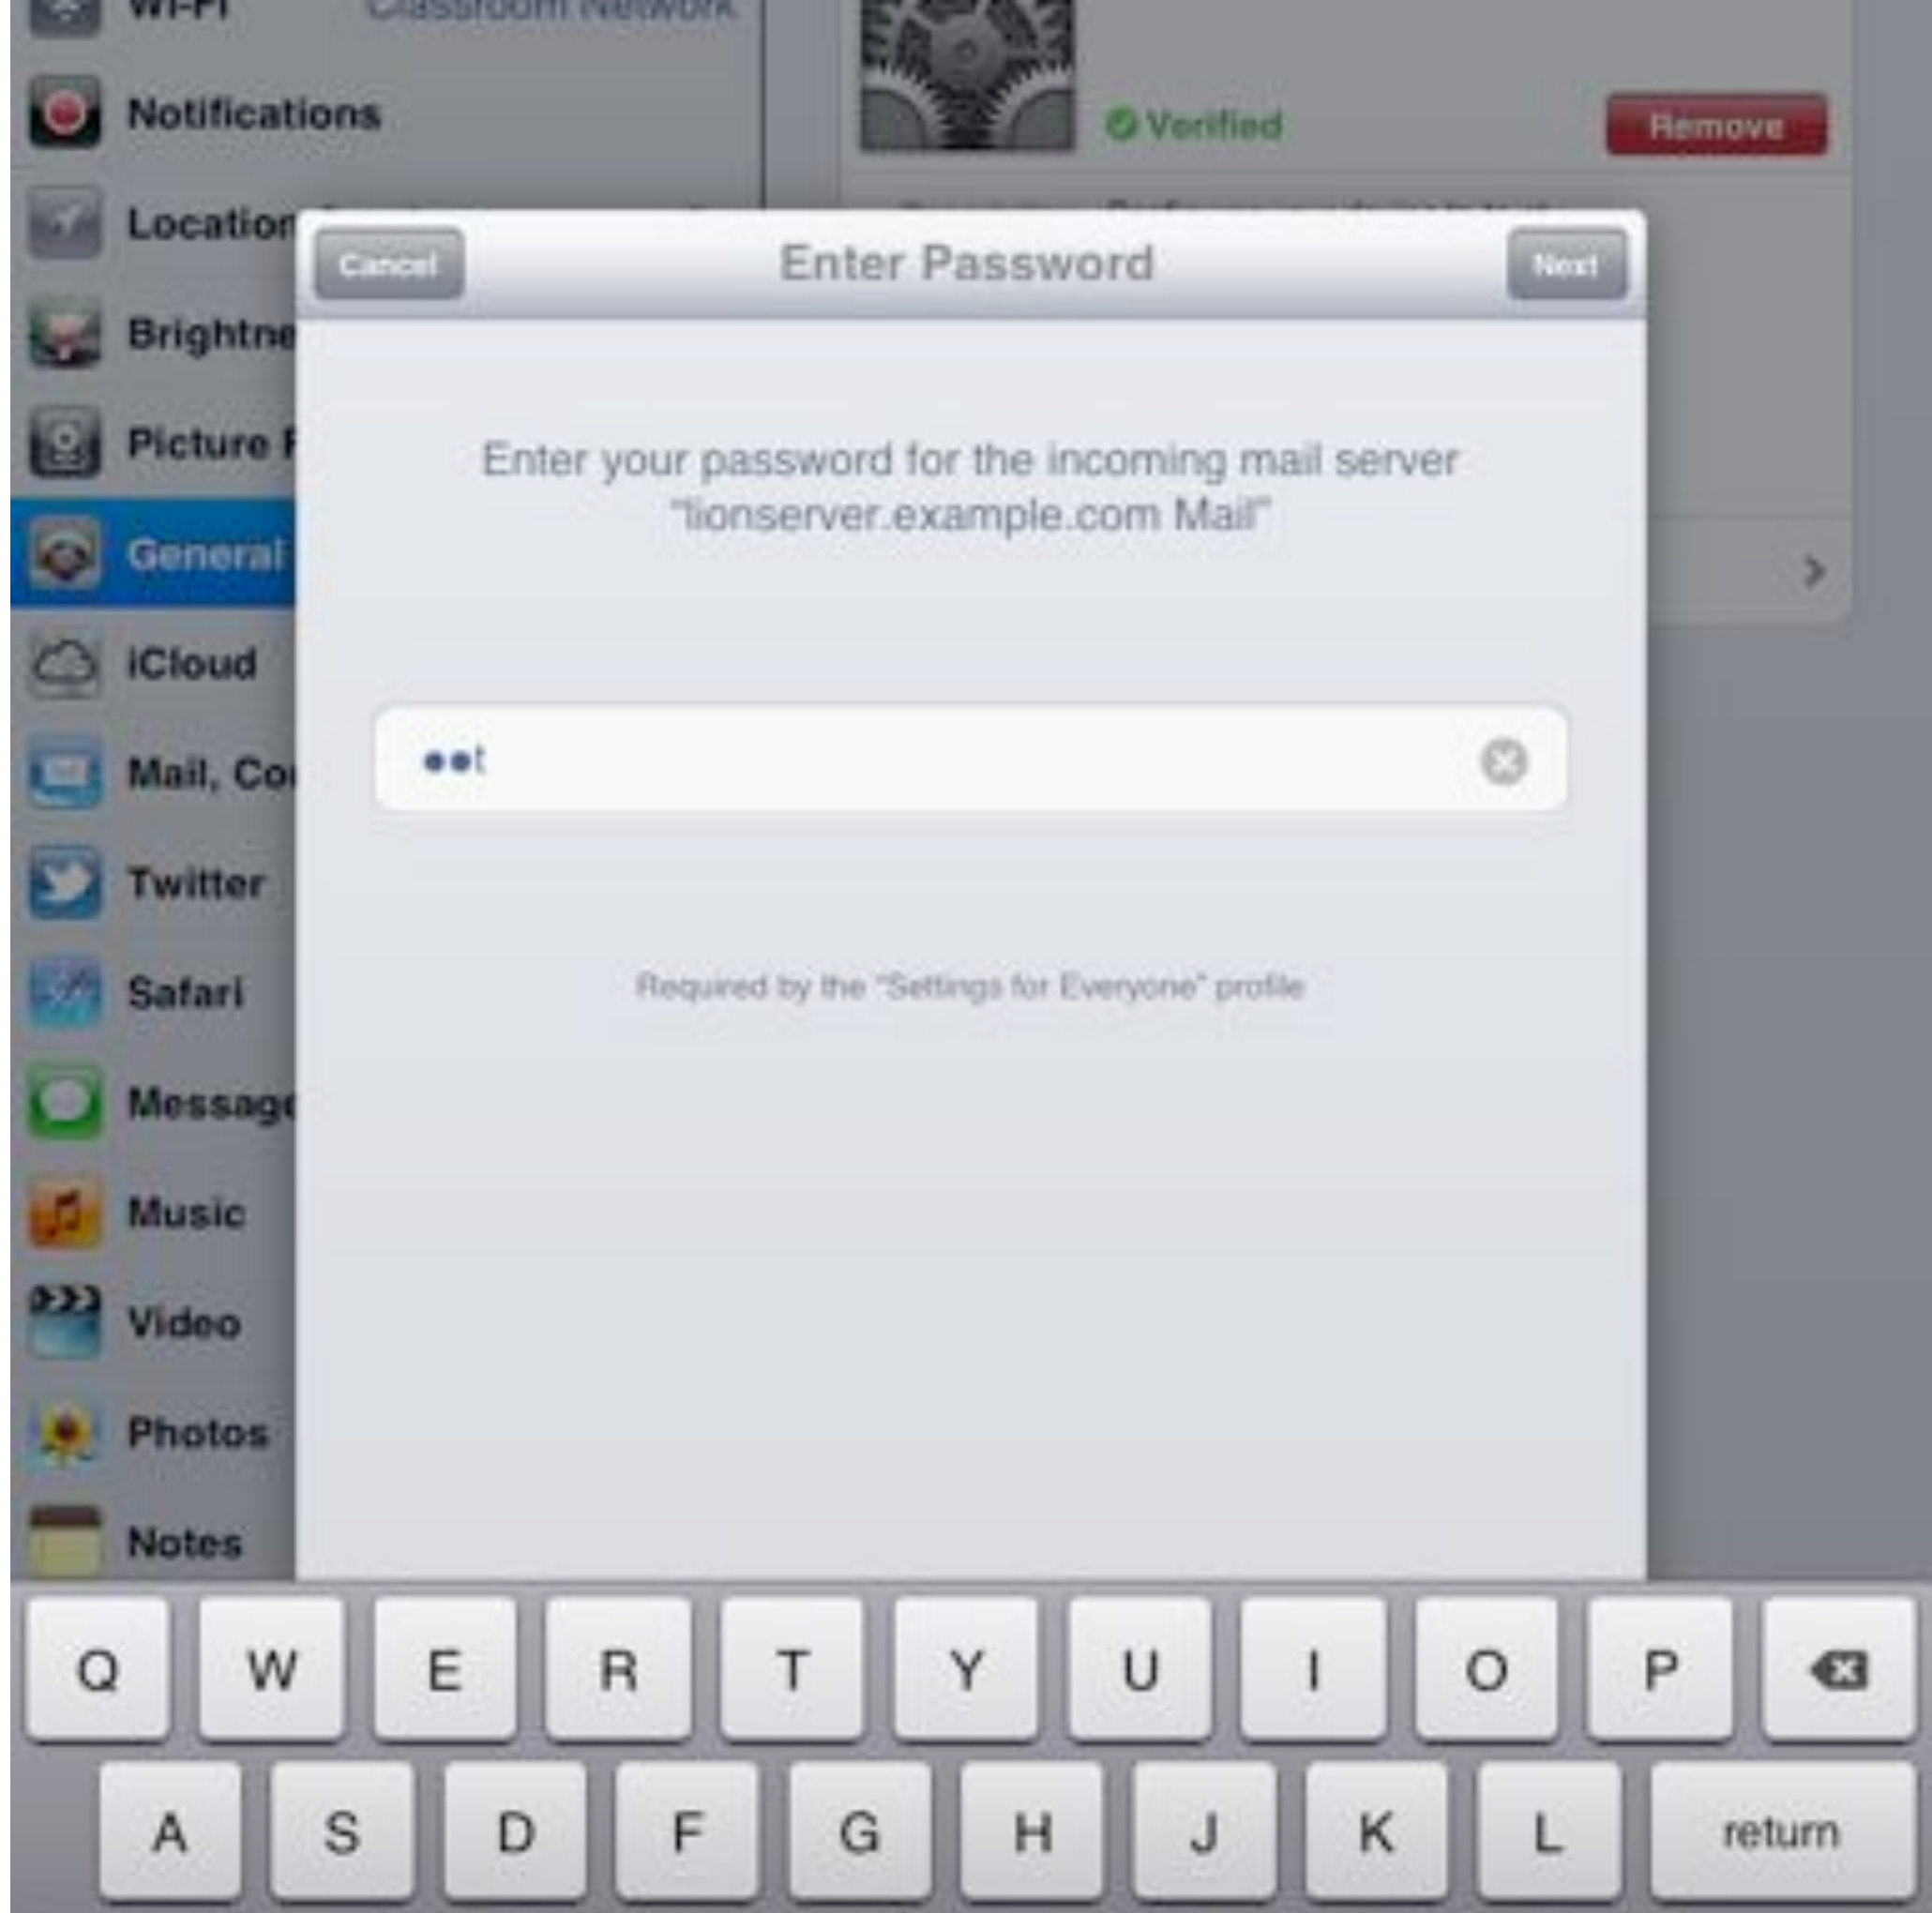 Wi-Fi Classroom Network
Notifications
Verified
Remove
Location
Cancel
Enter Password
Next
Brightne
Enter your password for the incoming mail server
"lionserver.example.com Mail"
Picture F
General
iCloud
Mail, Co
••t
Twitter
Safari
Required by the "Settings for Everyone" profile
Message
Music
Video
Photos
Notes
Q W E R T Y U I O P
A S D F G H J K L return